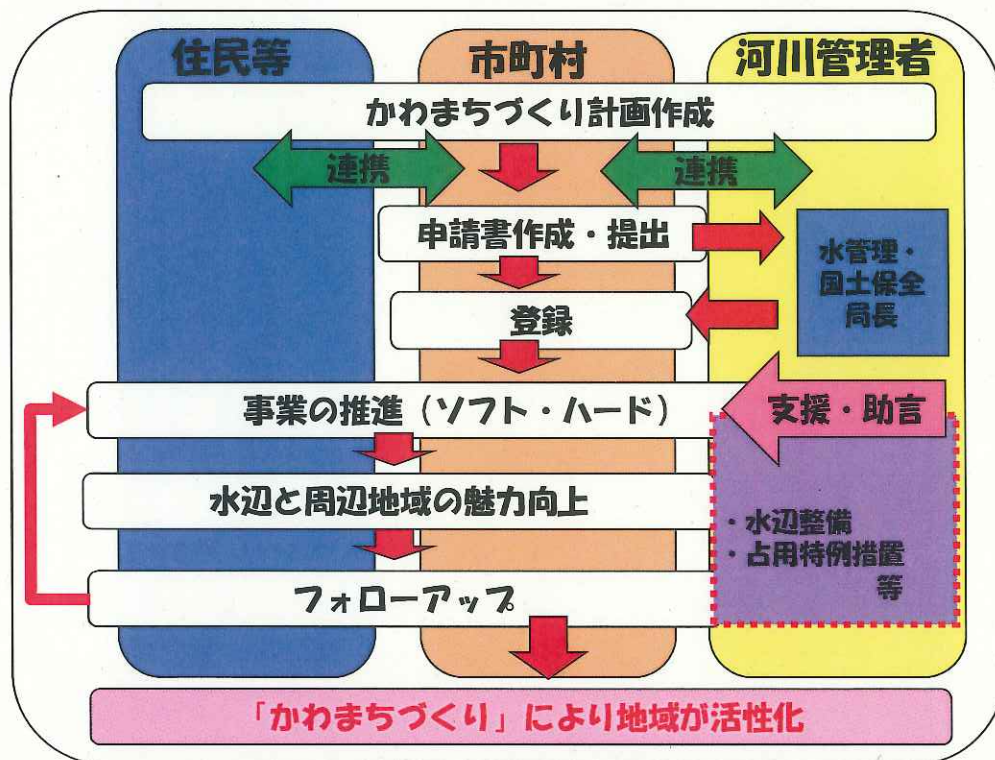 住民等
市町村
河川管理者
かわまちづくり計画作成
連携
連携
申請書作成・提出
水管理・
国土保全
局長
登録
事業の推進（ソフト・ハード）
支援・助言
水辺と周辺地域の魅力向上
・水辺整備
・占用特例措置
等
フォローアップ
「かわまちづくり」により地域が活性化